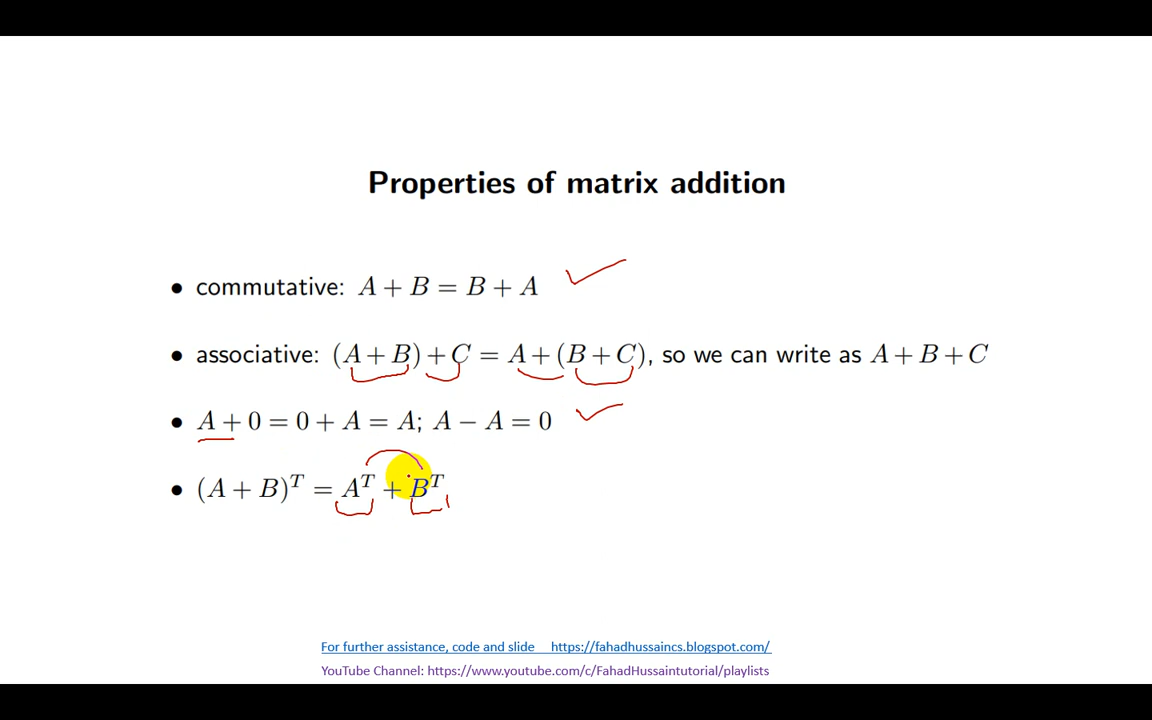 Properties of matrix addition
• commutative: A + B = B + A
• associative: (A + B) + C = A + (B + C), so we can write as A + B + C
• A + 0 = 0 + A = A; A − A = 0
• (A + B)^T = A^T + B^T
For further assistance, code and slide https://fahadhussaincs.blogspot.com/
YouTube Channel: https://www.youtube.com/c/FahadHussaintutorial/playlists